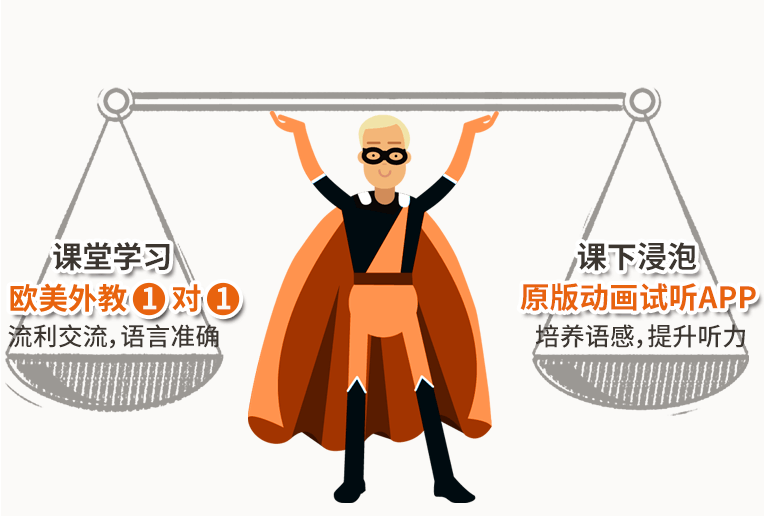 课堂学习
欧美外教1对1
流利交流，语言准确
课下浸泡
原版动画试听APP
培养语感，提升听力